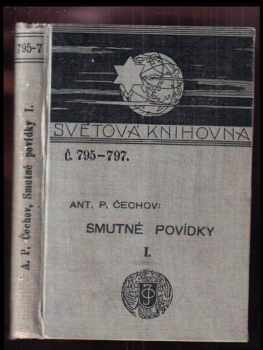 795-7
A. P. Čechov, Smutné povídky I.
SVĚTOVÁ KNIHOVNA
Č. 795-797.
ANT. P. ČECHOV:
SMUTNÉ POVÍDKY
I.